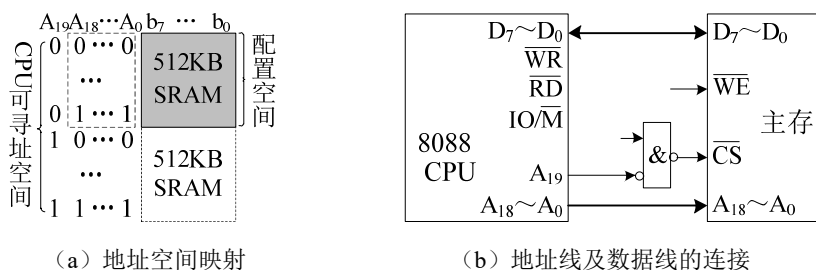 A19 A18…A0 b7 … b0
0 0…0
…
0 1…1
1 0…0
…
1 1…1
CPU可寻址空间
512KB
SRAM
512KB
SRAM
配置空间
(a) 地址空间映射
D7～D0
WR
RD
IO/M
8088
CPU
A19
A18～A0
&
D7～D0
WE
主存
CS
A18～A0
(b) 地址线及数据线的连接